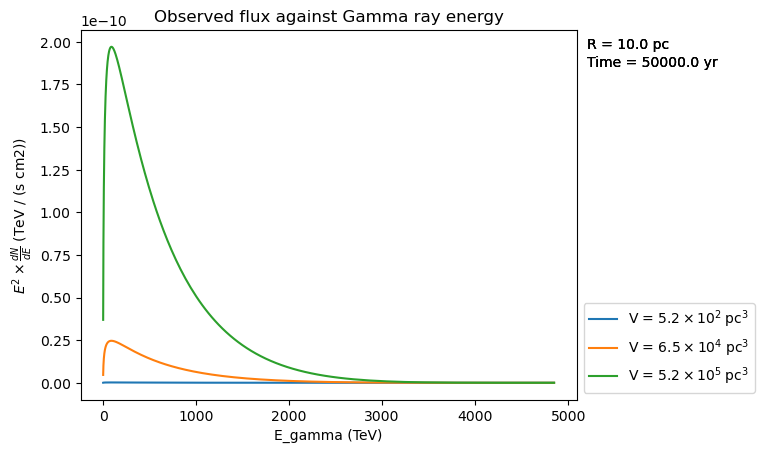 Observed flux against Gamma ray energy
1e−10
R = 10.0 pc
Time = 50000.0 yr
2.00
1.75
1.50
1.25
1.00
0.75
0.50
0.25
0.00
E² × dN/dE (TeV / (s cm2))
0 1000 2000 3000 4000 5000
E_gamma (TeV)
V = 5.2 × 10² pc³
V = 6.5 × 10⁴ pc³
V = 5.2 × 10⁵ pc³